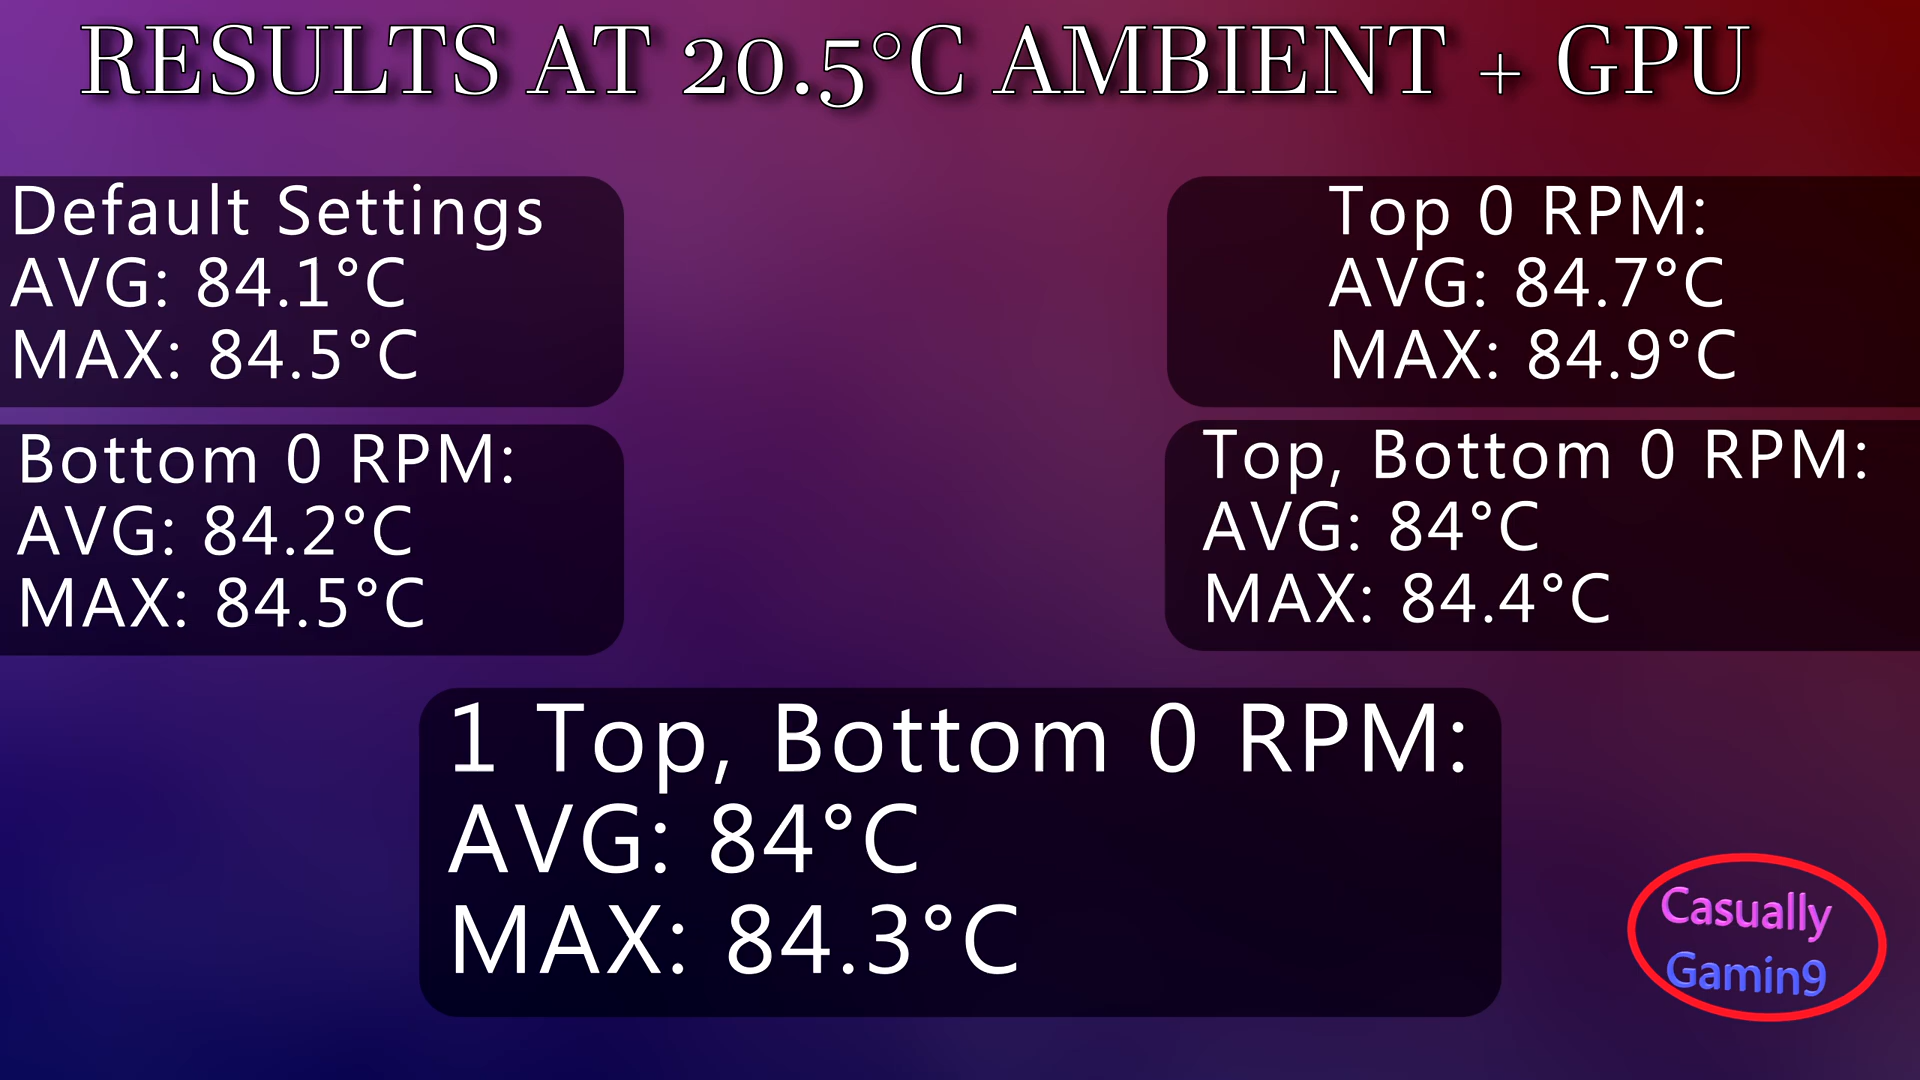 RESULTS AT 20.5°C AMBIENT + GPU
Default Settings
AVG: 84.1°C
MAX: 84.5°C
Top 0 RPM:
AVG: 84.7°C
MAX: 84.9°C
Bottom 0 RPM:
AVG: 84.2°C
MAX: 84.5°C
Top, Bottom 0 RPM:
AVG: 84°C
MAX: 84.4°C
1 Top, Bottom 0 RPM:
AVG: 84°C
MAX: 84.3°C
Casually
Gamin9